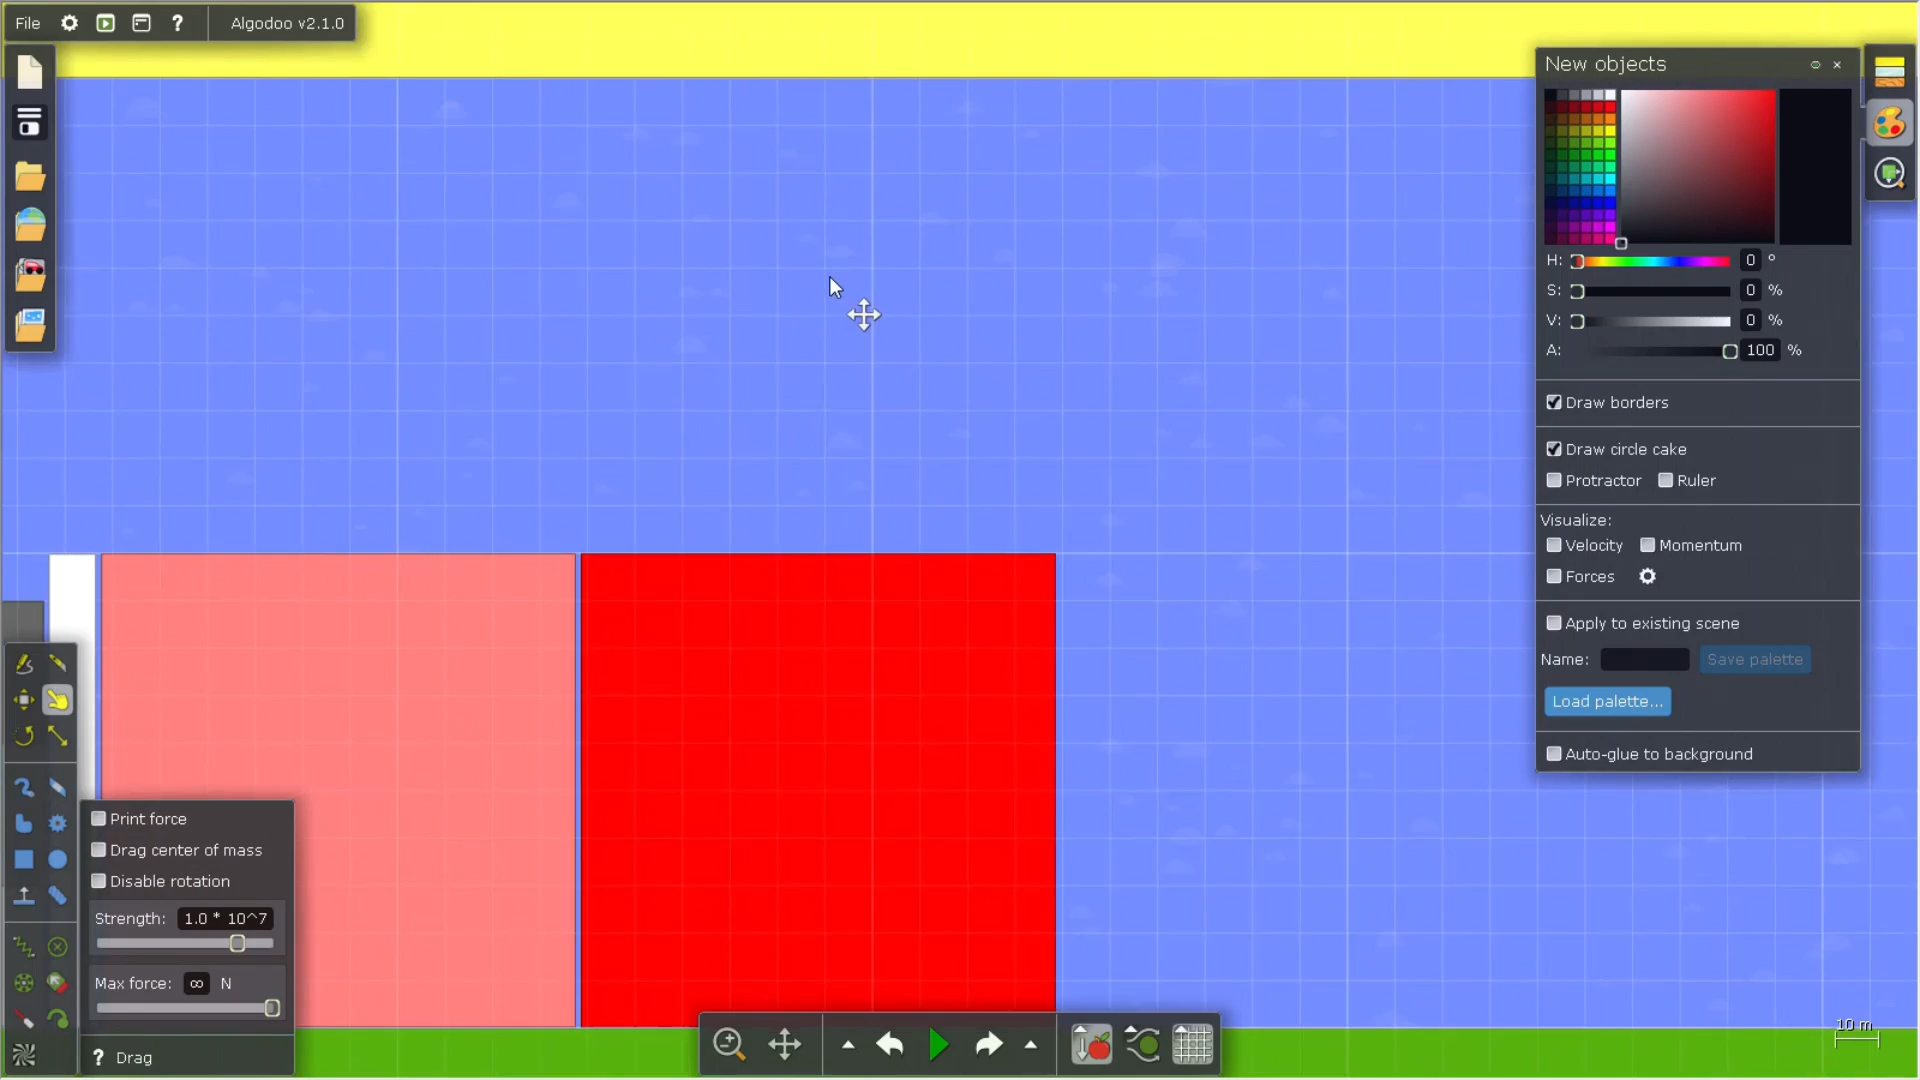 File
?
Algodoo v2.1.0
New objects
H: 0 °
S: 0 %
V: 0 %
A: 100 %
Draw borders
Draw circle cake
Protractor Ruler
Visualize:
Velocity Momentum
Forces
Apply to existing scene
Name: Save palette
Load palette...
Auto-glue to background
Print force
Drag center of mass
Disable rotation
Strength: 1.0 * 10^7
Max force: ∞ N
? Drag
10 m